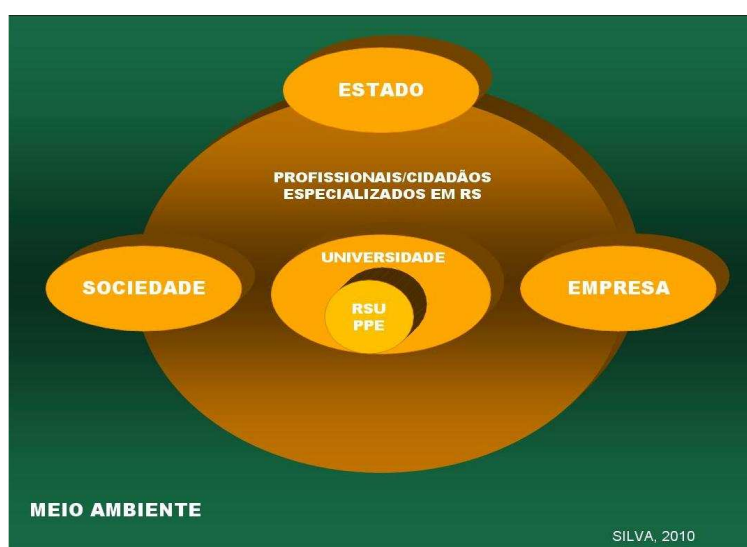 ESTADO
PROFISSIONAIS/CIDADÃOS
ESPECIALIZADOS EM RS
UNIVERSIDADE
SOCIEDADE
EMPRESA
RSU
PPE
MEIO AMBIENTE
SILVA, 2010